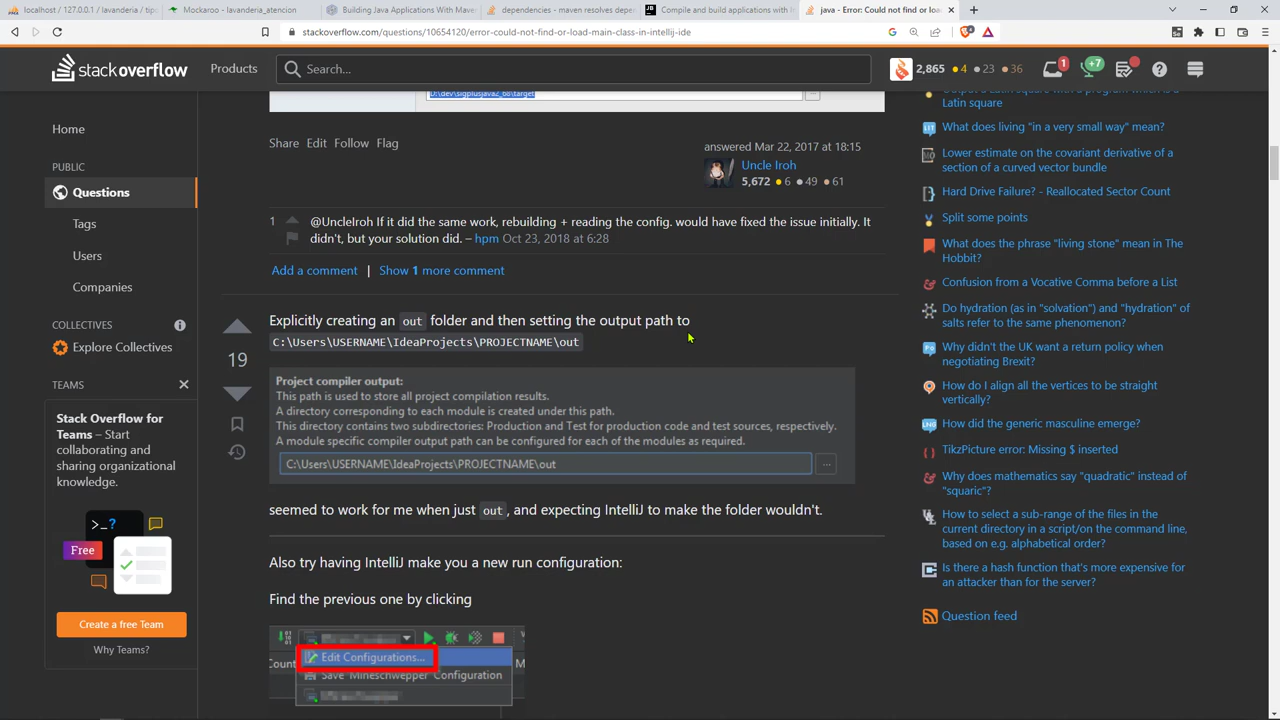 localhost / 127.0.0.1 / lavanderia / tipo
Mockaroo - lavanderia_atencion
Building Java Applications With Maven
dependencies - maven resolves depe
Compile and build applications with In
java - Error: Could not find or loa
stackoverflow.com/questions/10654120/error-could-not-find-or-load-main-class-in-intellij-ide
stackoverflow
Products
Search...
2,865 4 23 36
1
+7
D:\dev\sigplusjava2_68\target
Home
PUBLIC
Questions
Tags
Users
Companies
COLLECTIVES
Explore Collectives
TEAMS
Stack Overflow for
Teams – Start
collaborating and
sharing organizational
knowledge.
>_?
Free
Create a free Team
Why Teams?
Share Edit Follow Flag
answered Mar 22, 2017 at 18:15
Uncle Iroh
5,672 6 49 61
1
@UncleIroh If it did the same work, rebuilding + reading the config. would have fixed the issue initially. It
didn't, but your solution did. – hpm Oct 23, 2018 at 6:28
Add a comment | Show 1 more comment
19
Explicitly creating an out folder and then setting the output path to
C:\Users\USERNAME\IdeaProjects\PROJECTNAME\out
Project compiler output:
This path is used to store all project compilation results.
A directory corresponding to each module is created under this path.
This directory contains two subdirectories: Production and Test for production code and test sources, respectively.
A module specific compiler output path can be configured for each of the modules as required.
C:\Users\USERNAME\IdeaProjects\PROJECTNAME\out
...
seemed to work for me when just out, and expecting IntelliJ to make the folder wouldn't.
Also try having IntelliJ make you a new run configuration:
Find the previous one by clicking
Count
Edit Configurations...
Save 'Mineschwepper' Configuration
M
Output a Latin square with a program which is a
Latin square
What does living "in a very small way" mean?
Lower estimate on the covariant derivative of a
section of a curved vector bundle
Hard Drive Failure? - Reallocated Sector Count
Split some points
What does the phrase "living stone" mean in The
Hobbit?
Confusion from a Vocative Comma before a List
Do hydration (as in "solvation") and "hydration" of
salts refer to the same phenomenon?
Why didn't the UK want a return policy when
negotiating Brexit?
How do I align all the vertices to be straight
vertically?
How did the generic masculine emerge?
TikzPicture error: Missing $ inserted
Why does mathematics say "quadratic" instead of
"squaric"?
How to select a sub-range of the files in the
current directory in a script/on the command line,
based on e.g. alphabetical order?
Is there a hash function that's more expensive for
an attacker than for the server?
Question feed